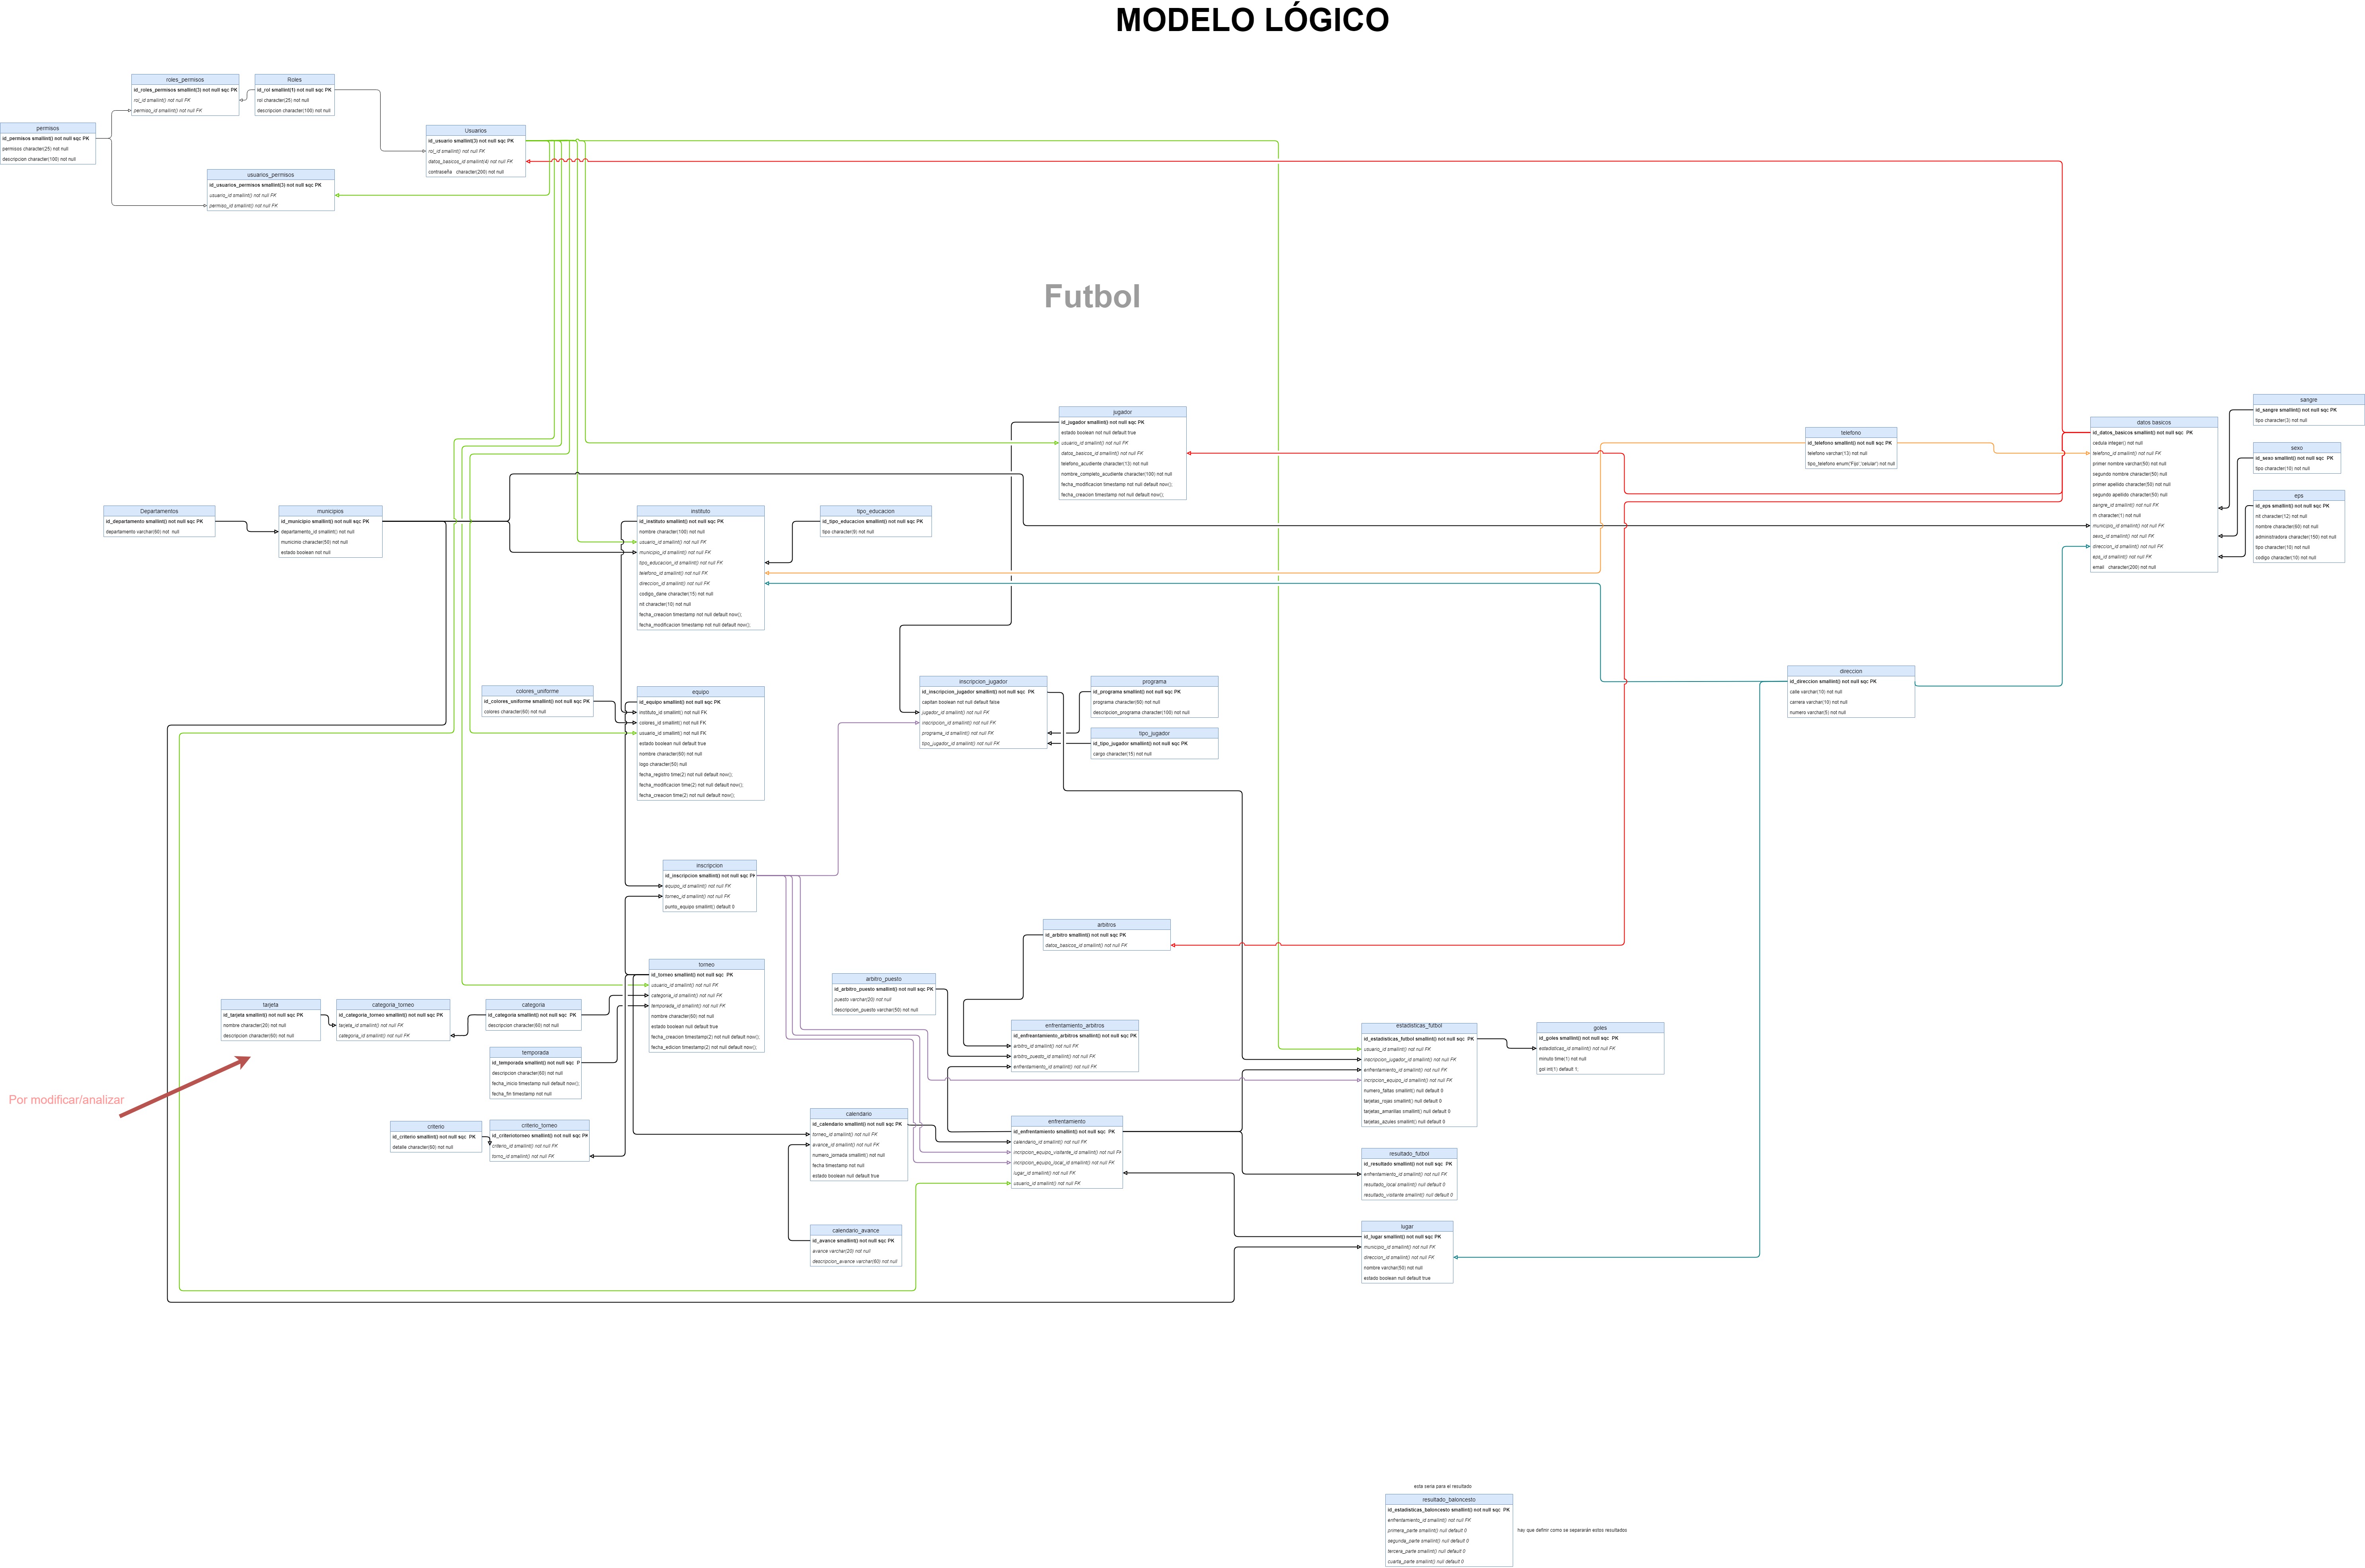 MODELO LÓGICO
roles_permisos
id_roles_permisos smallint(3) not null sqc PK
rol_id smallint() not null FK
permiso_id smallint() not null FK
Roles
id_rol smallint(1) not null sqc PK
rol character(25) not null
descripcion character(100) not null
permisos
id_permisos smallint(3) not null sqc PK
permisos character(25) not null
descripcion character(100) not null
Usuarios
id_usuario smallint(3) not null sqc PK
rol_id smallint() not null FK
datos_basicos_id smallint(4) not null FK
contraseña character(200) not null
usuarios_permisos
id_usuarios_permisos smallint(3) not null sqc PK
usuario_id smallint() not null FK
permiso_id smallint() not null FK
Futbol
jugador
id_jugador smallint() not null sqc PK
estado boolean not null default true
usuario_id smallint() not null FK
datos_basicos_id smallint() not null FK
telefono_acudiente character(13) not null
nombre_completo_acudiente character(100) not null
fecha_modificacion timestamp not null default now();
fecha_creacion timestamp not null default now();
telefono
id_telefono smallint() not null sqc PK
telefono varchar(13) not null
tipo_telefono enum('Fijo','celular') not null
datos basicos
id_datos_basicos smallint() not null sqc PK
cedula integer() not null
telefono_id smallint() not null FK
primer nombre varchar(50) not null
segundo nombre character(50) null
primer apellido character(50) not null
segundo apellido character(50) null
sangre_id smallint() not null FK
rh character(1) not null
municipio_id smallint() not null FK
sexo_id smallint() not null FK
direccion_id smallint() not null FK
eps_id smallint() not null FK
email character(200) not null
sangre
id_sangre smallint() not null sqc PK
tipo character(3) not null
sexo
id_sexo smallint() not null sqc PK
tipo character(10) not null
eps
id_eps smallint() not null sqc PK
nit character(12) not null
nombre character(60) not null
administradora character(150) not null
tipo character(10) not null
codigo character(10) not null
Departamentos
id_departamento smallint() not null sqc PK
departamento varchar(60) not null
municipios
id_municipio smallint() not null sqc PK
departamento_id smallint() not null
municinio character(50) not null
estado boolean not null
instituto
id_instituto smallint() not null sqc PK
nombre character(100) not null
usuario_id smallint() not null FK
municipio_id smallint() not null FK
tipo_educacion_id smallint() not null FK
telefono_id smallint() not null FK
direccion_id smallint() not null FK
codigo_dane character(15) not null
nit character(10) not null
fecha_creacion timestamp not null default now();
fecha_modificacion timestamp not null default now();
tipo_educacion
id_tipo_educacion smallint() not null sqc PK
tipo character(9) not null
direccion
id_direccion smallint() not null sqc PK
calle varchar(10) not null
carrera varchar(10) not null
numero varchar(5) not null
colores_uniforme
id_colores_uniforme smallint() not null sqc PK
colores character(60) not null
equipo
id_equipo smallint() not null sqc PK
instituto_id smallint() not null FK
colores_id smallint() not null FK
usuario_id smallint() not null FK
estado boolean null default true
nombre character(60) not null
logo character(50) null
fecha_registro time(2) not null default now();
fecha_modificacion time(2) not null default now();
fecha_creacion time(2) not null default now();
inscripcion_jugador
id_inscripcion_jugador smallint() not null sqc PK
capitan boolean not null default false
jugador_id smallint() not null FK
inscripcion_id smallint() not null FK
programa_id smallint() not null FK
tipo_jugador_id smallint() not null FK
programa
id_programa smallint() not null sqc PK
programa character(80) not null
descripcion_programa character(100) not null
tipo_jugador
id_tipo_jugador smallint() not null sqc PK
cargo character(15) not null
inscripcion
id_inscripcion smallint() not null sqc PK
equipo_id smallint() not null FK
torneo_id smallint() not null FK
punto_equipo smallint default 0
arbitros
id_arbitro smallint() not null sqc PK
datos_basicos_id smallint() not null FK
torneo
id_torneo smallint() not null sqc PK
usuario_id smallint() not null FK
categoria_id smallint() not null FK
temporada_id smallint() not null FK
nombre character(60) not null
estado boolean null default true
fecha_creacion timestamp(2) not null default now();
fecha_edicion timestamp(2) not null default now();
arbitro_puesto
id_arbitro_puesto smallint() not null sqc PK
puesto varchar(20) not null
descripcion_puesto varchar(50) not null
tarjeta
id_tarjeta smallint() not null sqc PK
nombre character(20) not null
descripcion character(60) not null
categoria_torneo
id_categoria_torneo smallint() not null sqc PK
tarjeta_id smallint() not null FK
categoria_id smallint() not null FK
categoria
id_categoria smallint() not null sqc PK
descripcion character(60) not null
temporada
id_temporada smallint() not null sqc P
descripcion character(60) not null
fecha_inicio timestamp null default now();
fecha_fin timestamp not null
enfrentamiento_arbitros
id_enfrentamiento_arbitros smallint() not null sqc PK
arbitro_id smallint() not null FK
arbitro_puesto_id smallint() not null FK
enfrentamiento_id smallint() not null FK
estadisticas_futbol
id_estadisticas_futbol smallint() not null sqc PK
usuario_id smallint() not null FK
inscripcion_jugador_id smallint() not null FK
enfrentamiento_id smallint() not null FK
incripcion_equipo_id smallint() not null FK
numero_faltas smallint() null default 0
tarjetas_rojas smallint() null default 0
tarjetas_amarillas smallint() null default 0
tarjetas_azules smallint() null default 0
goles
id_goles smallint() not null sqc PK
estadisticas_id smallint() not null FK
minuto time(1) not null
gol int(1) default 1;
Por modificar/analizar
criterio
id_criterio smallint() not null sqc PK
detalle character(60) not null
criterio_torneo
id_criteriotorneo smallint() not null sqc PK
criterio_id smallint() not null FK
torno_id smallint() not null FK
calendario
id_calendario smallint() not null sqc PK
torneo_id smallint() not null FK
avance_id smallint() not null FK
numero_jornada smallint() not null
fecha timestamp not null
estado boolean null default true
enfrentamiento
id_enfrentamiento smallint() not null sqc PK
calendario_id smallint() not null FK
incripcion_equipo_visitante_id smallint() not null FK
incripcion_equipo_local_id smallint() not null FK
lugar_id smallint() not null FK
usuario_id smallint() not null FK
resultado_futbol
id_resultado smallint() not null sqc PK
enfrentamiento_id smallint() not null FK
resultado_local smallint() null default 0
resultado_visitante smallint() null default 0
calendario_avance
id_avance smallint() not null sqc PK
avance varchar(20) not null
descripcion_avance varchar(60) not null
lugar
id_lugar smallint() not null sqc PK
municipio_id smallint() not null FK
direccion_id smallint() not null FK
nombre varchar(50) not null
estado boolean null default true
esta seria para el resultado
resultado_baloncesto
id_estadisticas_baloncesto smallint() not null sqc PK
enfrentamiento_id smallint() not null FK
primera_parte smallint() null default 0
segunda_parte smallint() null default 0
tercera_parte smallint() null default 0
cuarta_parte smallint() null default 0
hay que definir como se separarán estos resultados